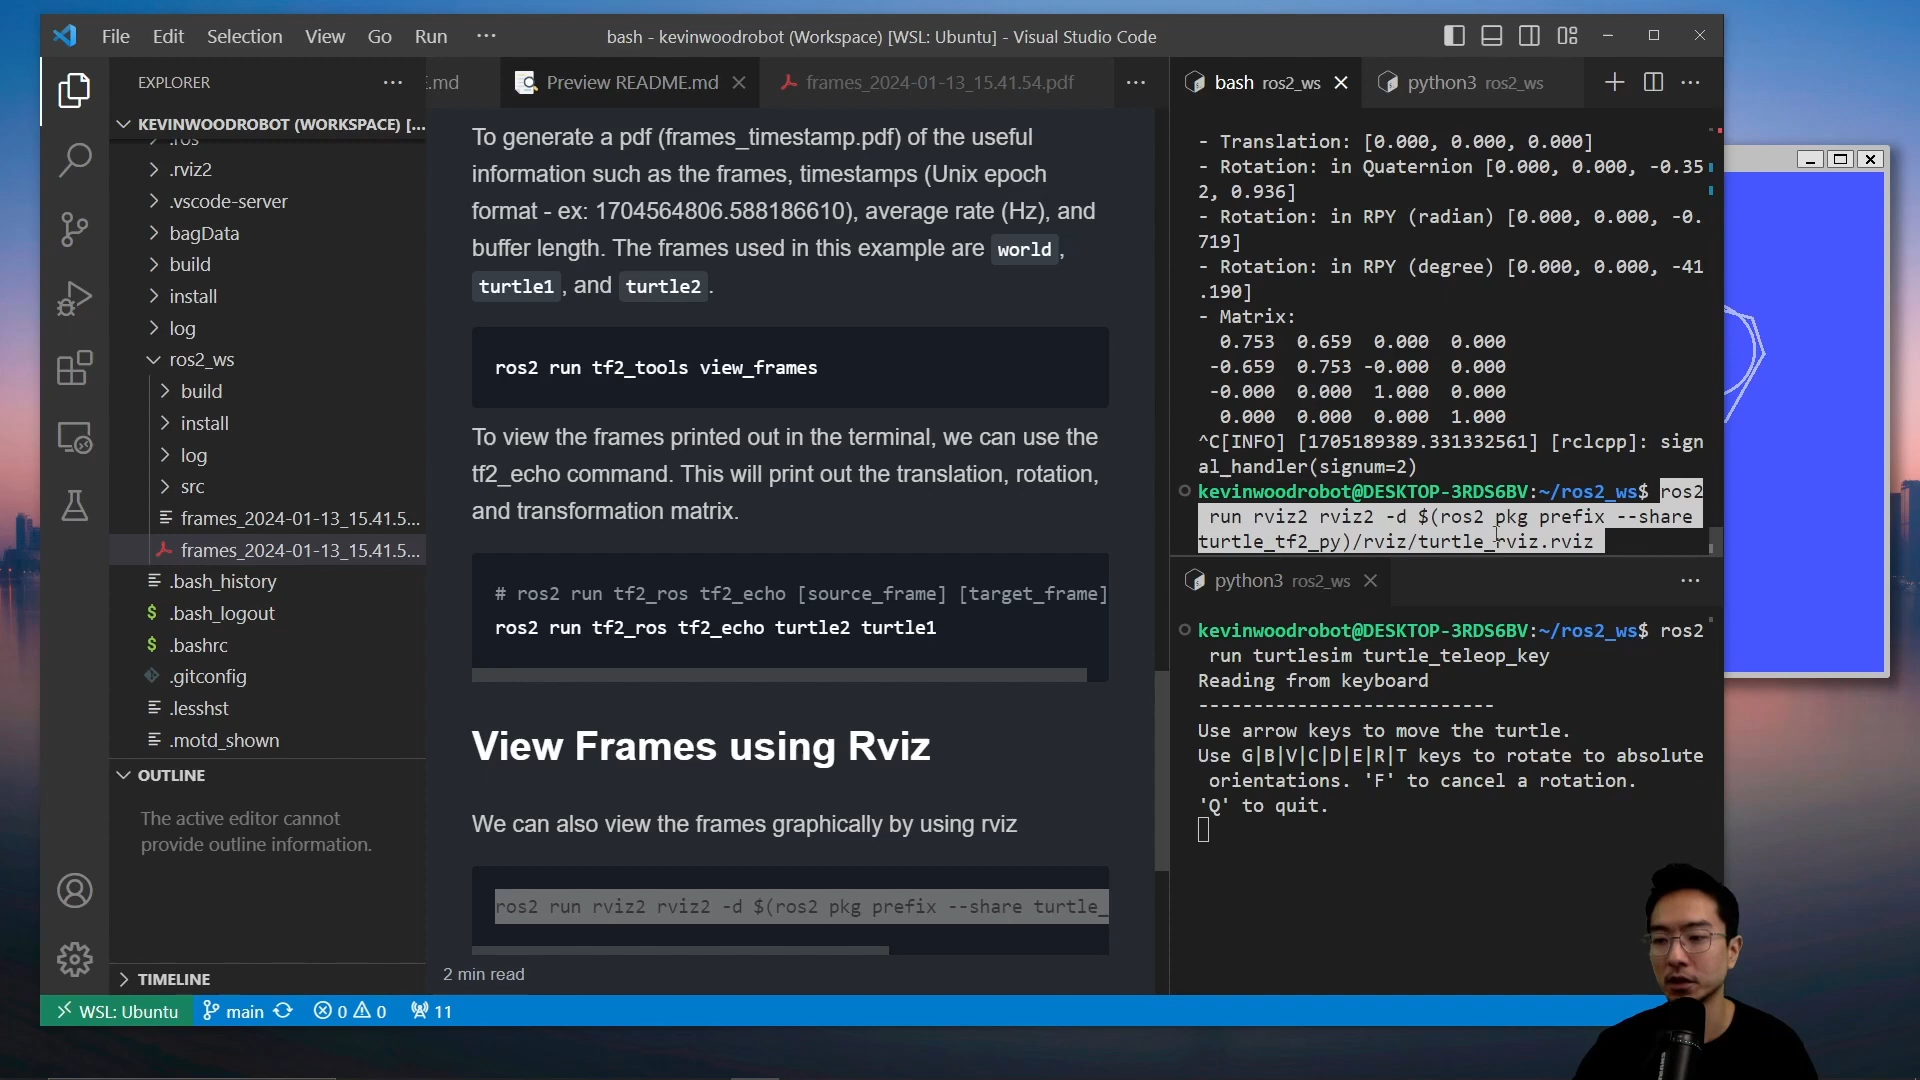 File Edit Selection View Go Run ···
bash - kevinwoodrobot (Workspace) [WSL: Ubuntu] - Visual Studio Code
EXPLORER
KEVINWOODROBOT (WORKSPACE) [...
.ros
.rviz2
.vscode-server
bagData
build
install
log
ros2_ws
build
install
log
src
frames_2024-01-13_15.41.5...
frames_2024-01-13_15.41.5...
.bash_history
.bash_logout
.bashrc
.gitconfig
.lesshst
.motd_shown
OUTLINE
The active editor cannot
provide outline information.
TIMELINE
E.md
Preview README.md
frames_2024-01-13_15.41.54.pdf
To generate a pdf (frames_timestamp.pdf) of the useful
information such as the frames, timestamps (Unix epoch
format - ex: 1704564806.588186610), average rate (Hz), and
buffer length. The frames used in this example are world,
turtle1, and turtle2.
ros2 run tf2_tools view_frames
To view the frames printed out in the terminal, we can use the
tf2_echo command. This will print out the translation, rotation,
and transformation matrix.
# ros2 run tf2_ros tf2_echo [source_frame] [target_frame]
ros2 run tf2_ros tf2_echo turtle2 turtle1
View Frames using Rviz
We can also view the frames graphically by using rviz
ros2 run rviz2 rviz2 -d $(ros2 pkg prefix --share turtle_
2 min read
bash ros2_ws
python3 ros2_ws
- Translation: [0.000, 0.000, 0.000]
- Rotation: in Quaternion [0.000, 0.000, -0.35
2, 0.936]
- Rotation: in RPY (radian) [0.000, 0.000, -0.
719]
- Rotation: in RPY (degree) [0.000, 0.000, -41
.190]
- Matrix:
0.753 0.659 0.000 0.000
-0.659 0.753 -0.000 0.000
-0.000 0.000 1.000 0.000
0.000 0.000 0.000 1.000
^C[INFO] [1705189389.331332561] [rclcpp]: sign
al_handler(signum=2)
kevinwoodrobot@DESKTOP-3RDS6BV:~/ros2_ws$ ros2
run rviz2 rviz2 -d $(ros2 pkg prefix --share
turtle_tf2_py)/rviz/turtle_rviz.rviz
python3 ros2_ws
kevinwoodrobot@DESKTOP-3RDS6BV:~/ros2_ws$ ros2
run turtlesim turtle_teleop_key
Reading from keyboard
---------------------------
Use arrow keys to move the turtle.
Use G|B|V|C|D|E|R|T keys to rotate to absolute
orientations. 'F' to cancel a rotation.
'Q' to quit.
WSL: Ubuntu main 0 0 11